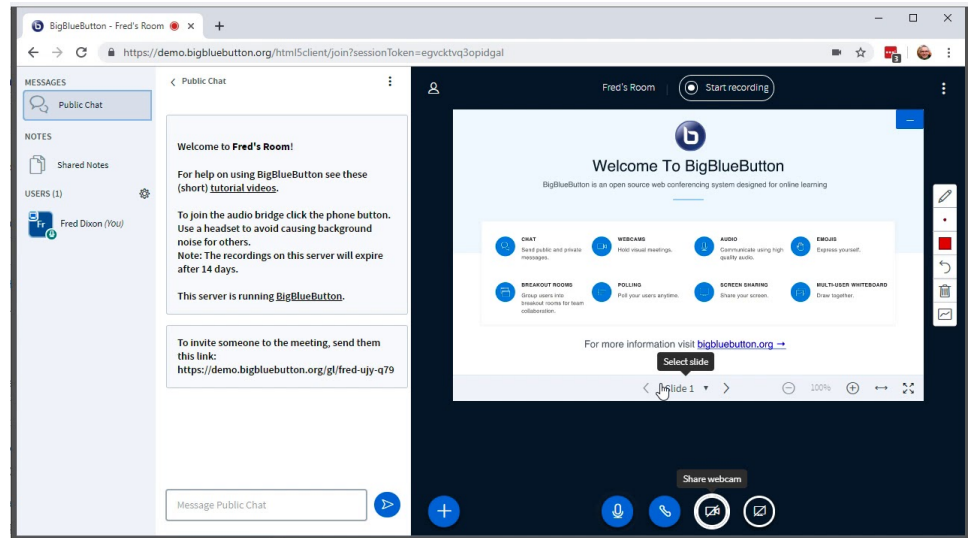 BigBlueButton - Fred's Room
https://demo.bigbluebutton.org/html5client/join?sessionToken=egvcktvq3opidgal
3
MESSAGES
Public Chat
NOTES
Shared Notes
USERS (1)
Fr
Fred Dixon (You)
Public Chat
Welcome to Fred's Room!
For help on using BigBlueButton see these
(short) tutorial videos.
To join the audio bridge click the phone button.
Use a headset to avoid causing background
noise for others.
Note: The recordings on this server will expire
after 14 days.
This server is running BigBlueButton.
To invite someone to the meeting, send them
this link:
https://demo.bigbluebutton.org/gl/fred-ujy-q79
Message Public Chat
Fred's Room
Start recording
b
Welcome To BigBlueButton
BigBlueButton is an open source web conferencing system designed for online learning
CHAT
Send public and private
messages.
WEBCAMS
Hold visual meetings.
AUDIO
Communicate using high
quality audio.
EMOJIS
Express yourself.
BREAKOUT ROOMS
Group users into
breakout rooms for team
collaboration.
POLLING
Poll your users anytime.
SCREEN SHARING
Share your screen.
MULTI-USER WHITEBOARD
Draw together.
For more information visit bigbluebutton.org →
Select slide
Slide 1
100%
Share webcam